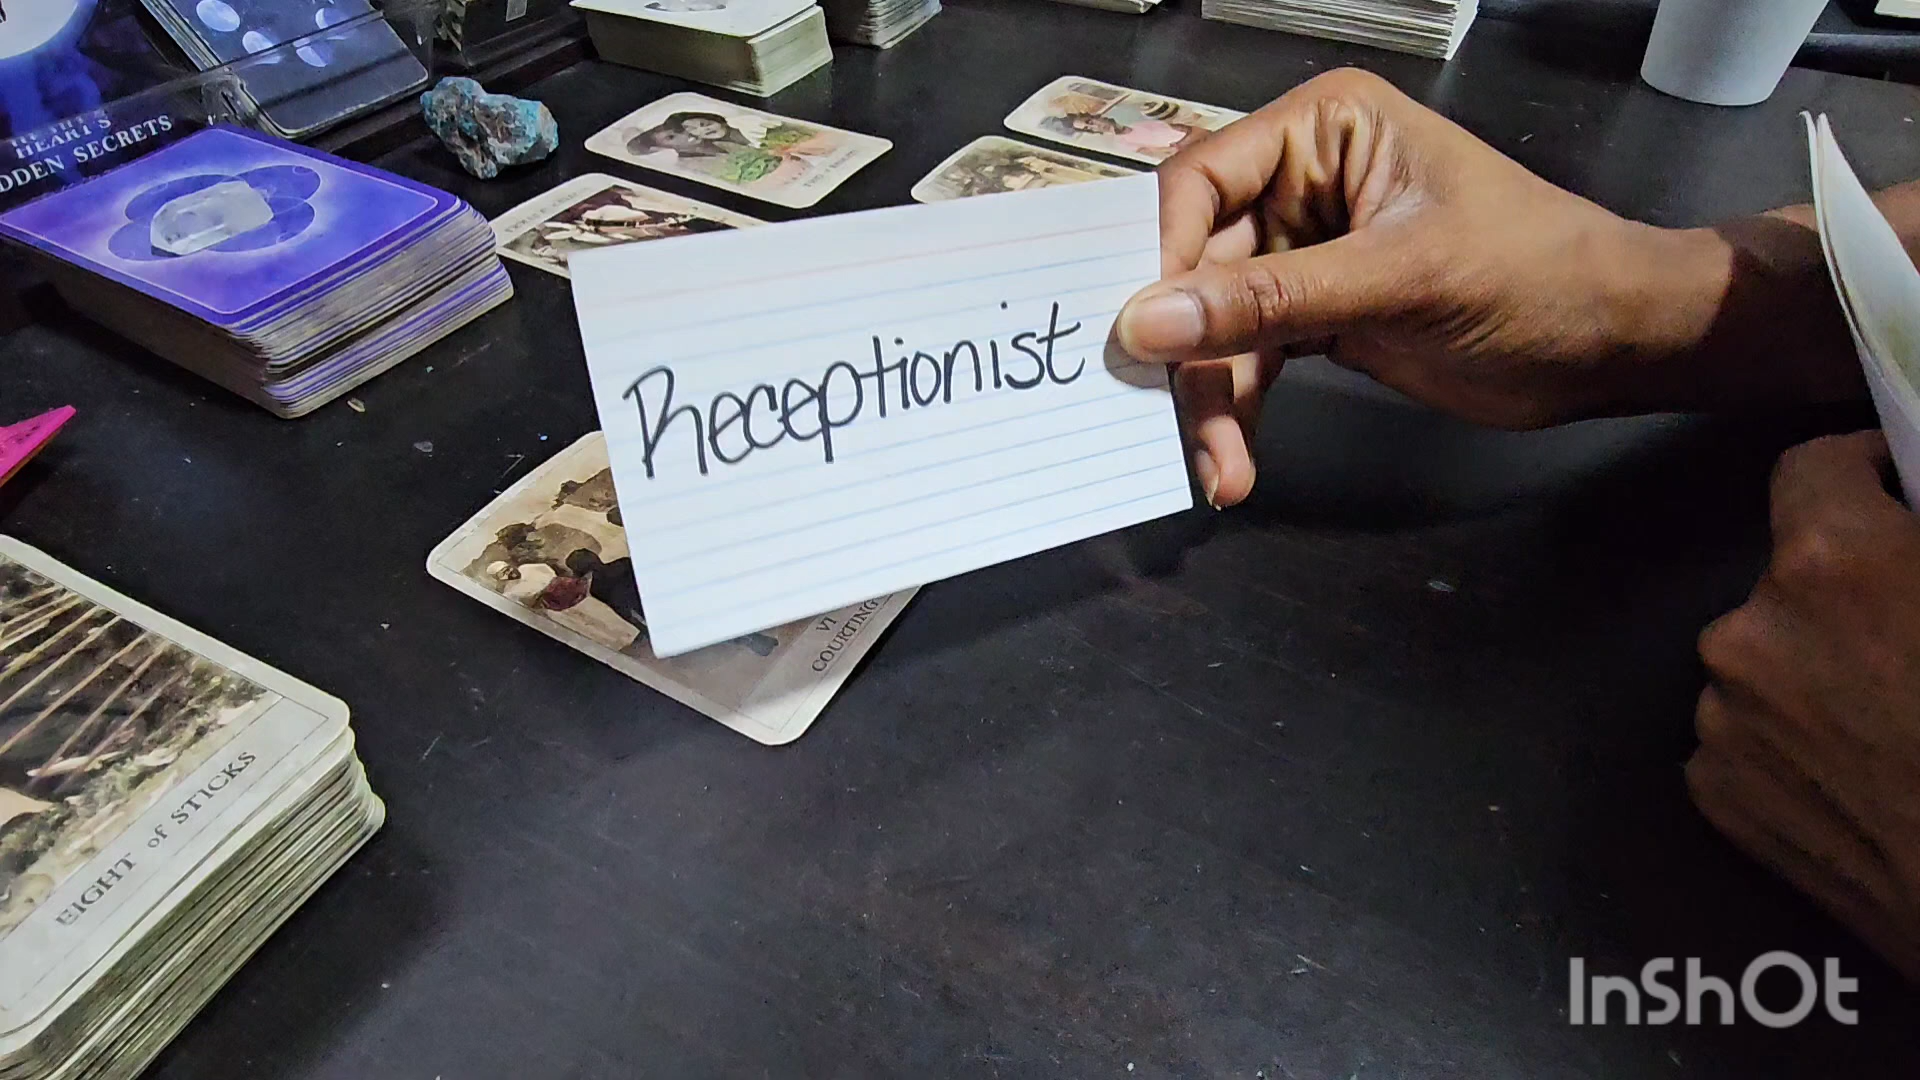 HEART'S
DDEN SECRETS
Receptionist
VI
COURTING
EIGHT of STICKS
InShOt